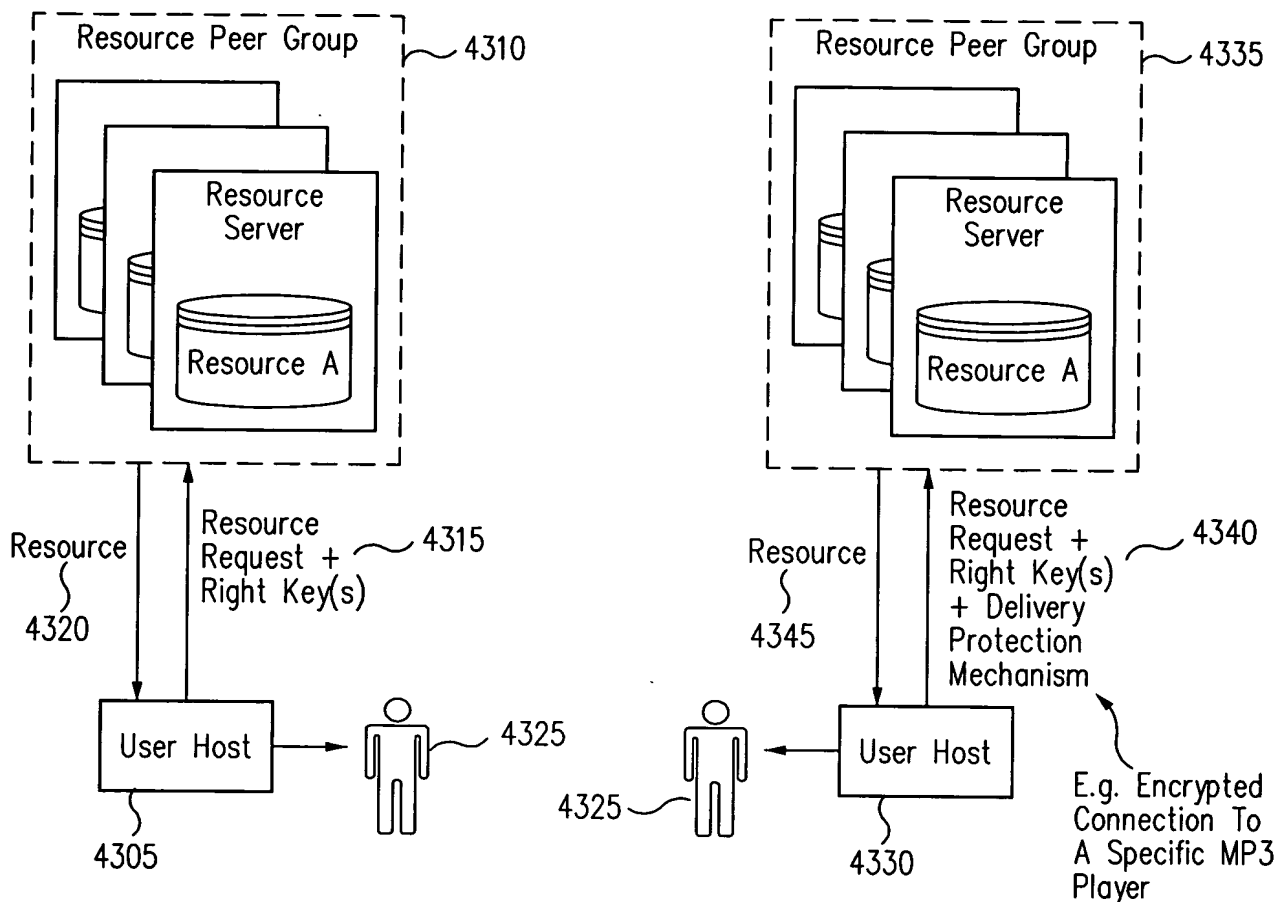 Resource Peer Group
4310
Resource
Server
Resource A
Resource
4320
Resource
Request +
Right Key(s)
4315
User Host
4305
4325
Resource Peer Group
4335
Resource
Server
Resource A
Resource
4345
Resource
Request +
Right Key(s)
+ Delivery
Protection
Mechanism
4340
User Host
4330
4325
E.g. Encrypted
Connection To
A Specific MP3
Player